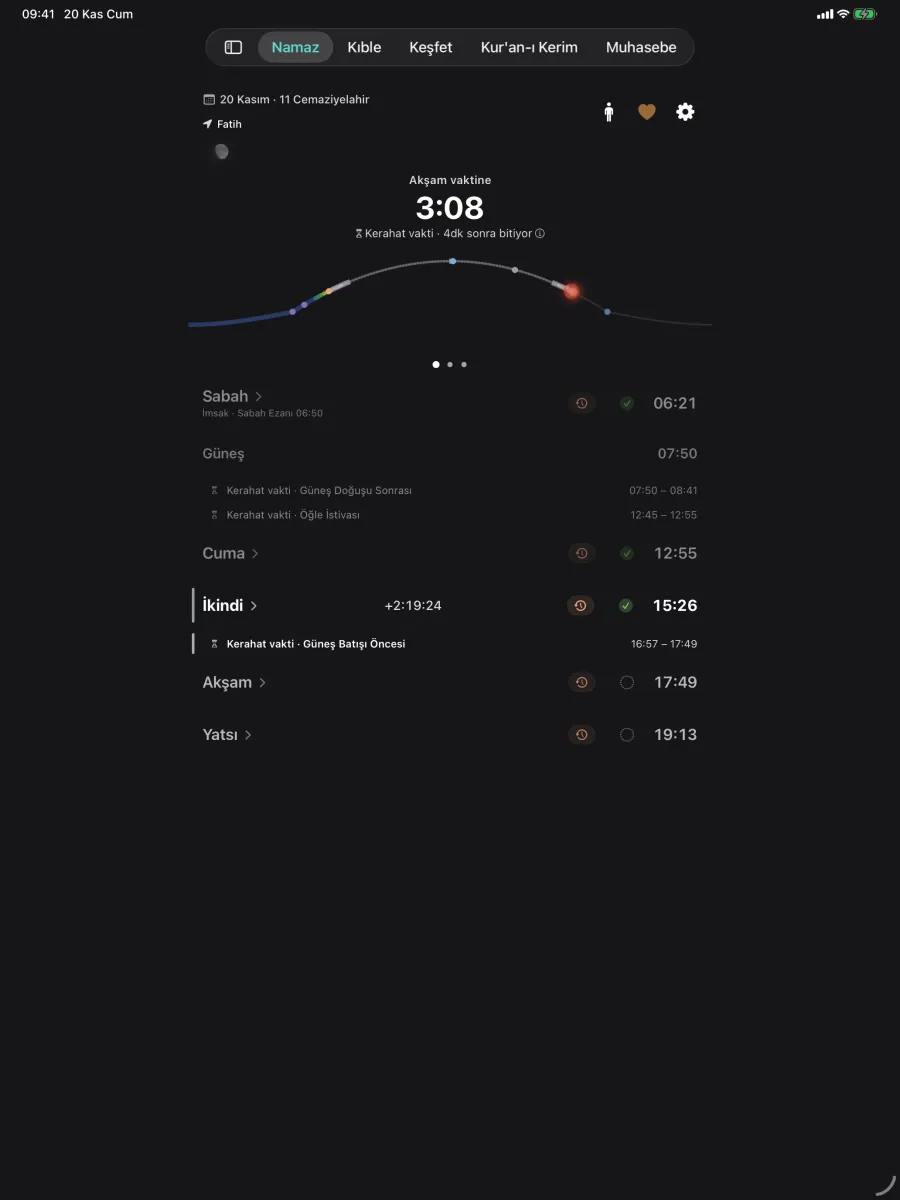 09:41 20 Kas Cum
Namaz Kıble Keşfet Kur'an-ı Kerim Muhasebe
20 Kasım · 11 Cemaziyelahir
Fatih
Akşam vaktine
3:08
Kerahat vakti · 4dk sonra bitiyor
Sabah 06:21
İmsak · Sabah Ezanı 06:50
Güneş 07:50
Kerahat vakti · Güneş Doğuşu Sonrası 07:50 – 08:41
Kerahat vakti · Öğle İstivası 12:45 – 12:55
Cuma 12:55
İkindi +2:19:24 15:26
Kerahat vakti · Güneş Batışı Öncesi 16:57 – 17:49
Akşam 17:49
Yatsı 19:13